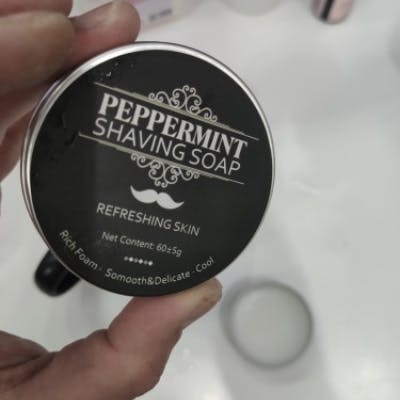 PEPPERMINT
SHAVING SOAP
REFRESHING SKIN
Net Content: 60±5g
Rich Foam · Somooth&Delicate · Cool